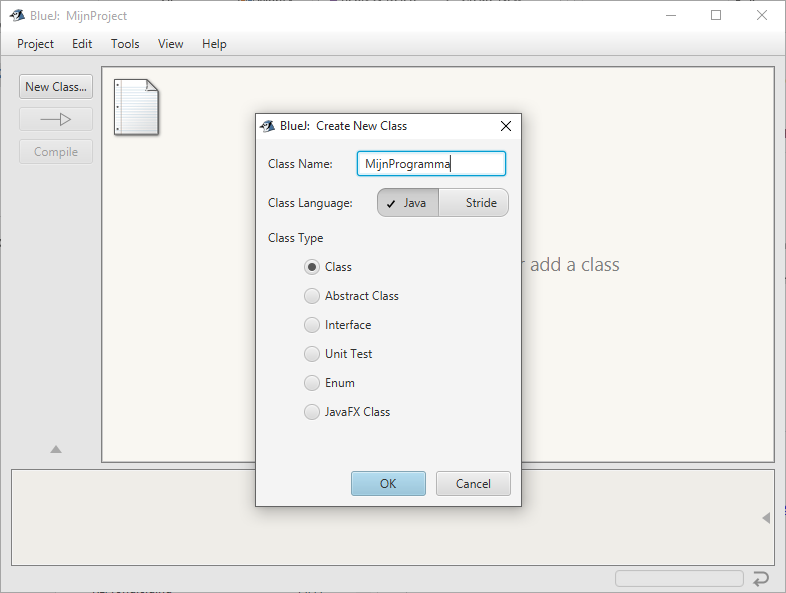 BlueJ: MijnProject
Project Edit Tools View Help
New Class...
Compile
BlueJ: Create New Class
Class Name: MijnProgramma
Class Language: Java Stride
Class Type
Class
Abstract Class
Interface
Unit Test
Enum
JavaFX Class
OK Cancel
add a class